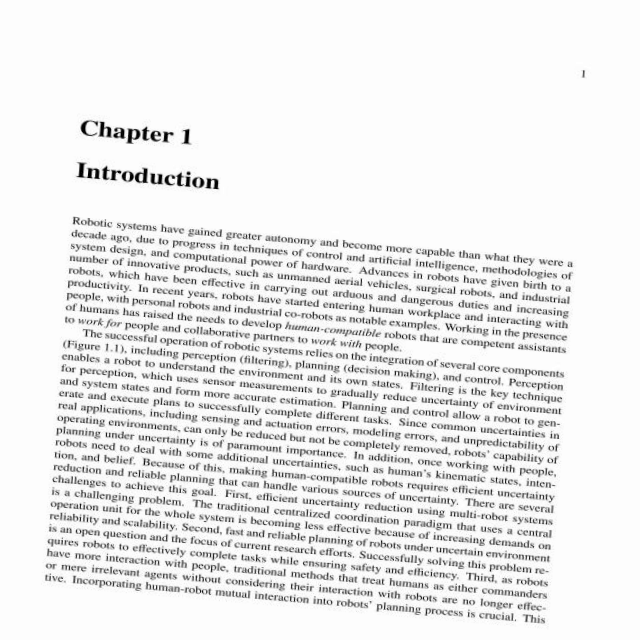 1
Chapter 1
Introduction
Robotic systems have gained greater autonomy and become more capable than what they were a
decade ago, due to progress in techniques of control and artificial intelligence, methodologies of
system design, and computational power of hardware. Advances in robots have given birth to a
number of innovative products, such as unmanned aerial vehicles, surgical robots, and industrial
robots, which have been effective in carrying out arduous and dangerous duties and increasing
productivity. In recent years, robots have started entering human workplace and interacting with
people, with personal robots and industrial co-robots as notable examples. Working in the presence
of humans has raised the needs to develop human-compatible robots that are competent assistants
to work for people and collaborative partners to work with people.
The successful operation of robotic systems relies on the integration of several core components
(Figure 1.1), including perception (filtering), planning (decision making), and control. Perception
enables a robot to understand the environment and its own states. Filtering is the key technique
for perception, which uses sensor measurements to gradually reduce uncertainty of environment
and system states and form more accurate estimation. Planning and control allow a robot to gen-
erate and execute plans to successfully complete different tasks. Since common uncertainties in
real applications, including sensing and actuation errors, modeling errors, and unpredictability of
operating environments, can only be reduced but not be completely removed, robots' capability of
planning under uncertainty is of paramount importance. In addition, once working with people,
robots need to deal with some additional uncertainties, such as human's kinematic states, inten-
tion, and belief. Because of this, making human-compatible robots requires efficient uncertainty
reduction and reliable planning that can handle various sources of uncertainty. There are several
challenges to achieve this goal. First, efficient uncertainty reduction using multi-robot systems
is a challenging problem. The traditional centralized coordination paradigm that uses a central
operation unit for the whole system is becoming less effective because of increasing demands on
reliability and scalability. Second, fast and reliable planning of robots under uncertain environment
is an open question and the focus of current research efforts. Successfully solving this problem re-
quires robots to effectively complete tasks while ensuring safety and efficiency. Third, as robots
have more interaction with people, traditional methods that treat humans as either commanders
or mere irrelevant agents without considering their interaction with robots are no longer effec-
tive. Incorporating human-robot mutual interaction into robots' planning process is crucial. This